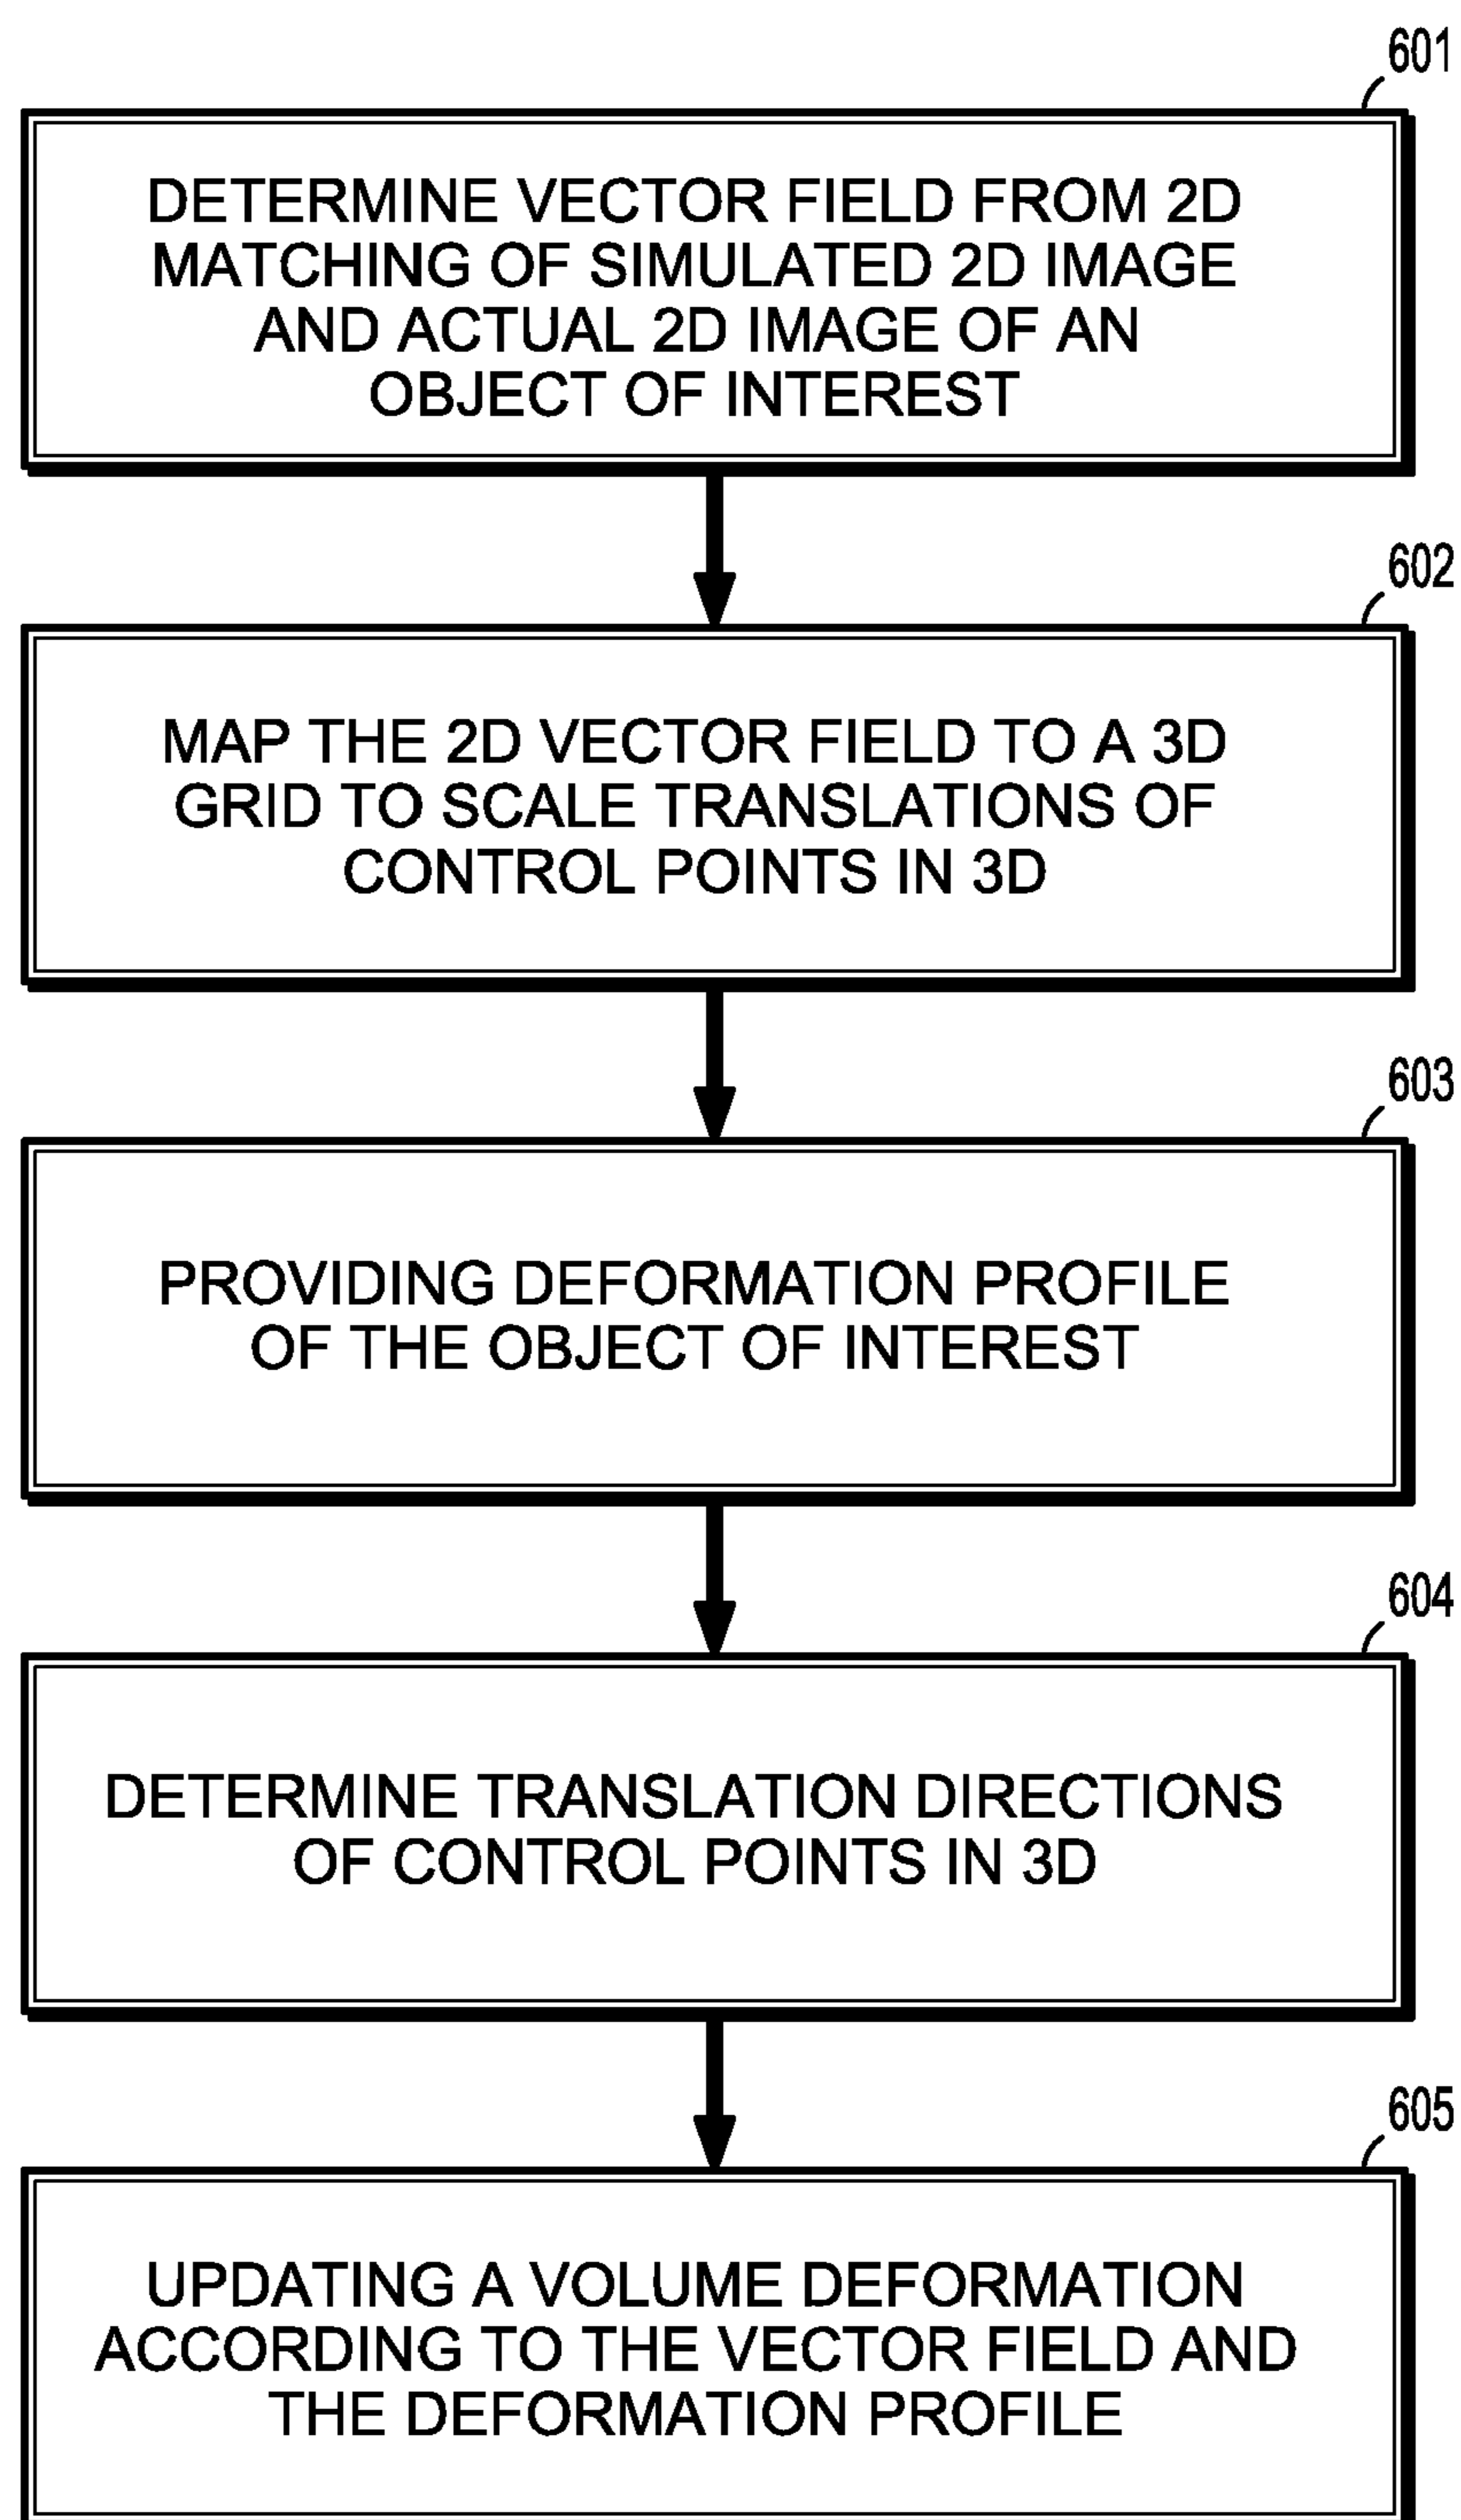 601
DETERMINE VECTOR FIELD FROM 2D
MATCHING OF SIMULATED 2D IMAGE
AND ACTUAL 2D IMAGE OF AN
OBJECT OF INTEREST
602
MAP THE 2D VECTOR FIELD TO A 3D
GRID TO SCALE TRANSLATIONS OF
CONTROL POINTS IN 3D
603
PROVIDING DEFORMATION PROFILE
OF THE OBJECT OF INTEREST
604
DETERMINE TRANSLATION DIRECTIONS
OF CONTROL POINTS IN 3D
605
UPDATING A VOLUME DEFORMATION
ACCORDING TO THE VECTOR FIELD AND
THE DEFORMATION PROFILE